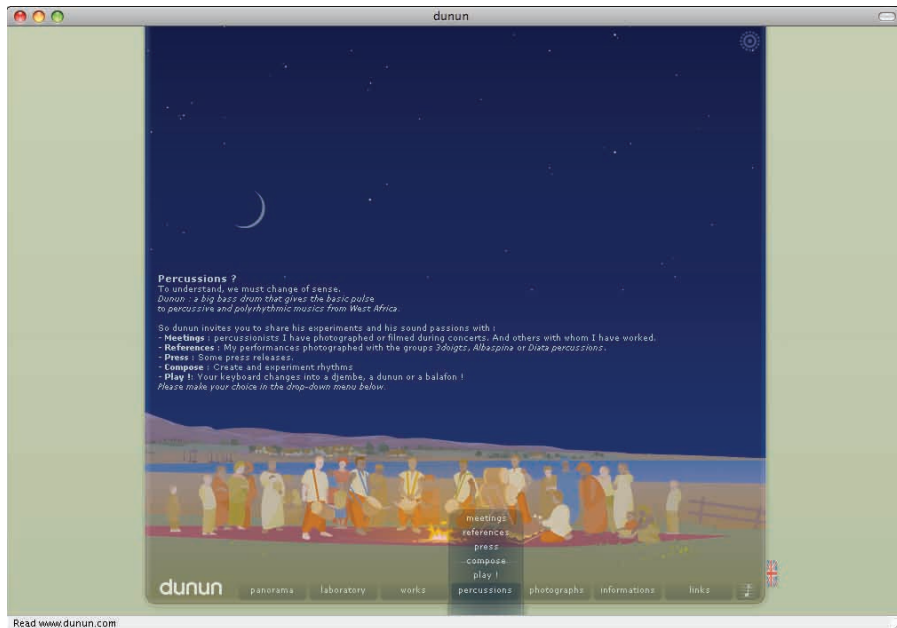 dunun
Percussions ?
To understand, we must change of sense.
Dunun : a big bass drum that gives the basic pulse
to percussive and polyrhythmic musics from West Africa.
So dunun invites you to share his experiments and his sound passions with :
- Meetings : percussionists I have photographed or filmed during concerts. And others with whom I have worked.
- References : My performances photographed with the groups 3doigts, Albaspina or Diata percussions.
- Press : Some press releases.
- Compose : Create and experiment rhythms
- Play !: Your keyboard changes into a djembe, a dunun or a balafon !
Please make your choice in the drop-down menu below.
meetings
references
press
compose
play !
dunun panorama laboratory works percussions photographs informations links
Read www.dunun.com